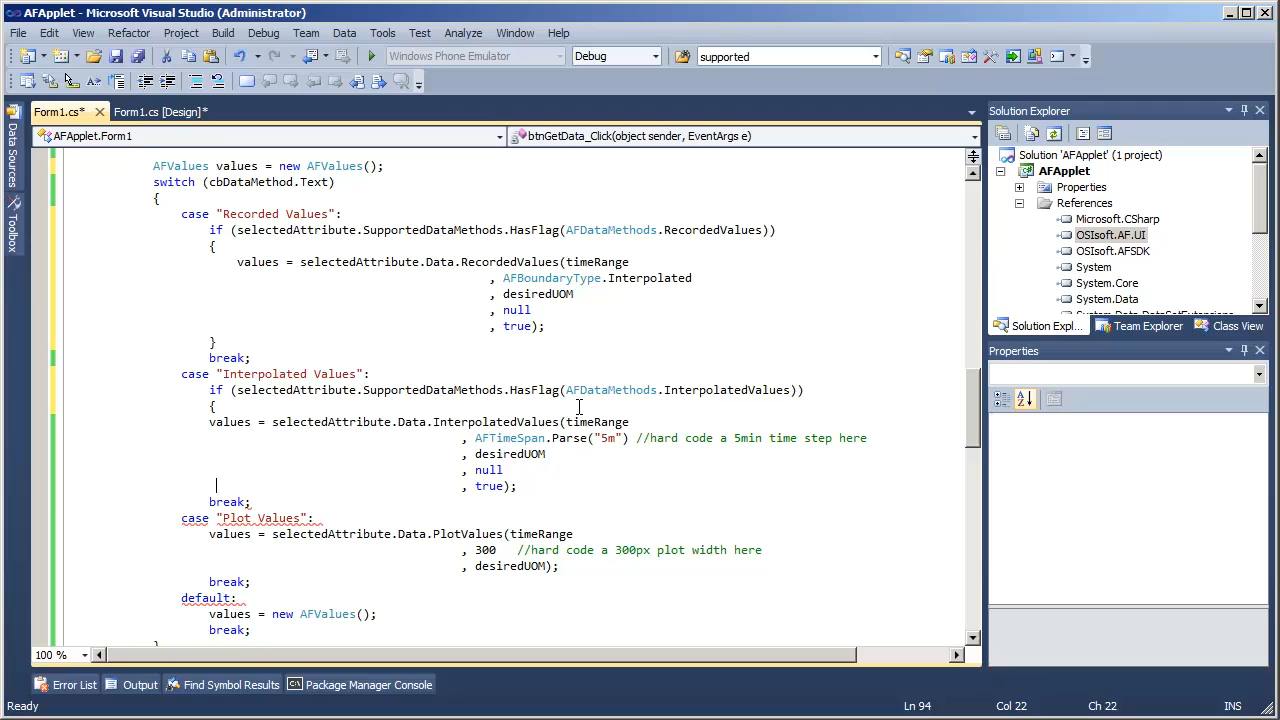 AFApplet - Microsoft Visual Studio (Administrator)
File Edit View Refactor Project Build Debug Team Data Tools Test Analyze Window Help
Windows Phone Emulator Debug supported
Form1.cs* Form1.cs [Design]*
AFApplet.Form1 btnGetData_Click(object sender, EventArgs e)
AFValues values = new AFValues();
switch (cbDataMethod.Text)
{
case "Recorded Values":
if (selectedAttribute.SupportedDataMethods.HasFlag(AFDataMethods.RecordedValues))
{
values = selectedAttribute.Data.RecordedValues(timeRange
, AFBoundaryType.Interpolated
, desiredUOM
, null
, true);
}
break;
case "Interpolated Values":
if (selectedAttribute.SupportedDataMethods.HasFlag(AFDataMethods.InterpolatedValues))
{
values = selectedAttribute.Data.InterpolatedValues(timeRange
, AFTimeSpan.Parse("5m") //hard code a 5min time step here
, desiredUOM
, null
, true);
break;
case "Plot Values":
values = selectedAttribute.Data.PlotValues(timeRange
, 300 //hard code a 300px plot width here
, desiredUOM);
break;
default:
values = new AFValues();
break;
100 %
Data Sources
Toolbox
Solution Explorer
Solution 'AFApplet' (1 project)
AFApplet
Properties
References
Microsoft.CSharp
OSIsoft.AF.UI
OSIsoft.AFSDK
System
System.Core
System.Data
System.Data.DataSetExtensions
Solution Expl... Team Explorer Class View
Properties
Error List Output Find Symbol Results Package Manager Console
Ready Ln 94 Col 22 Ch 22 INS